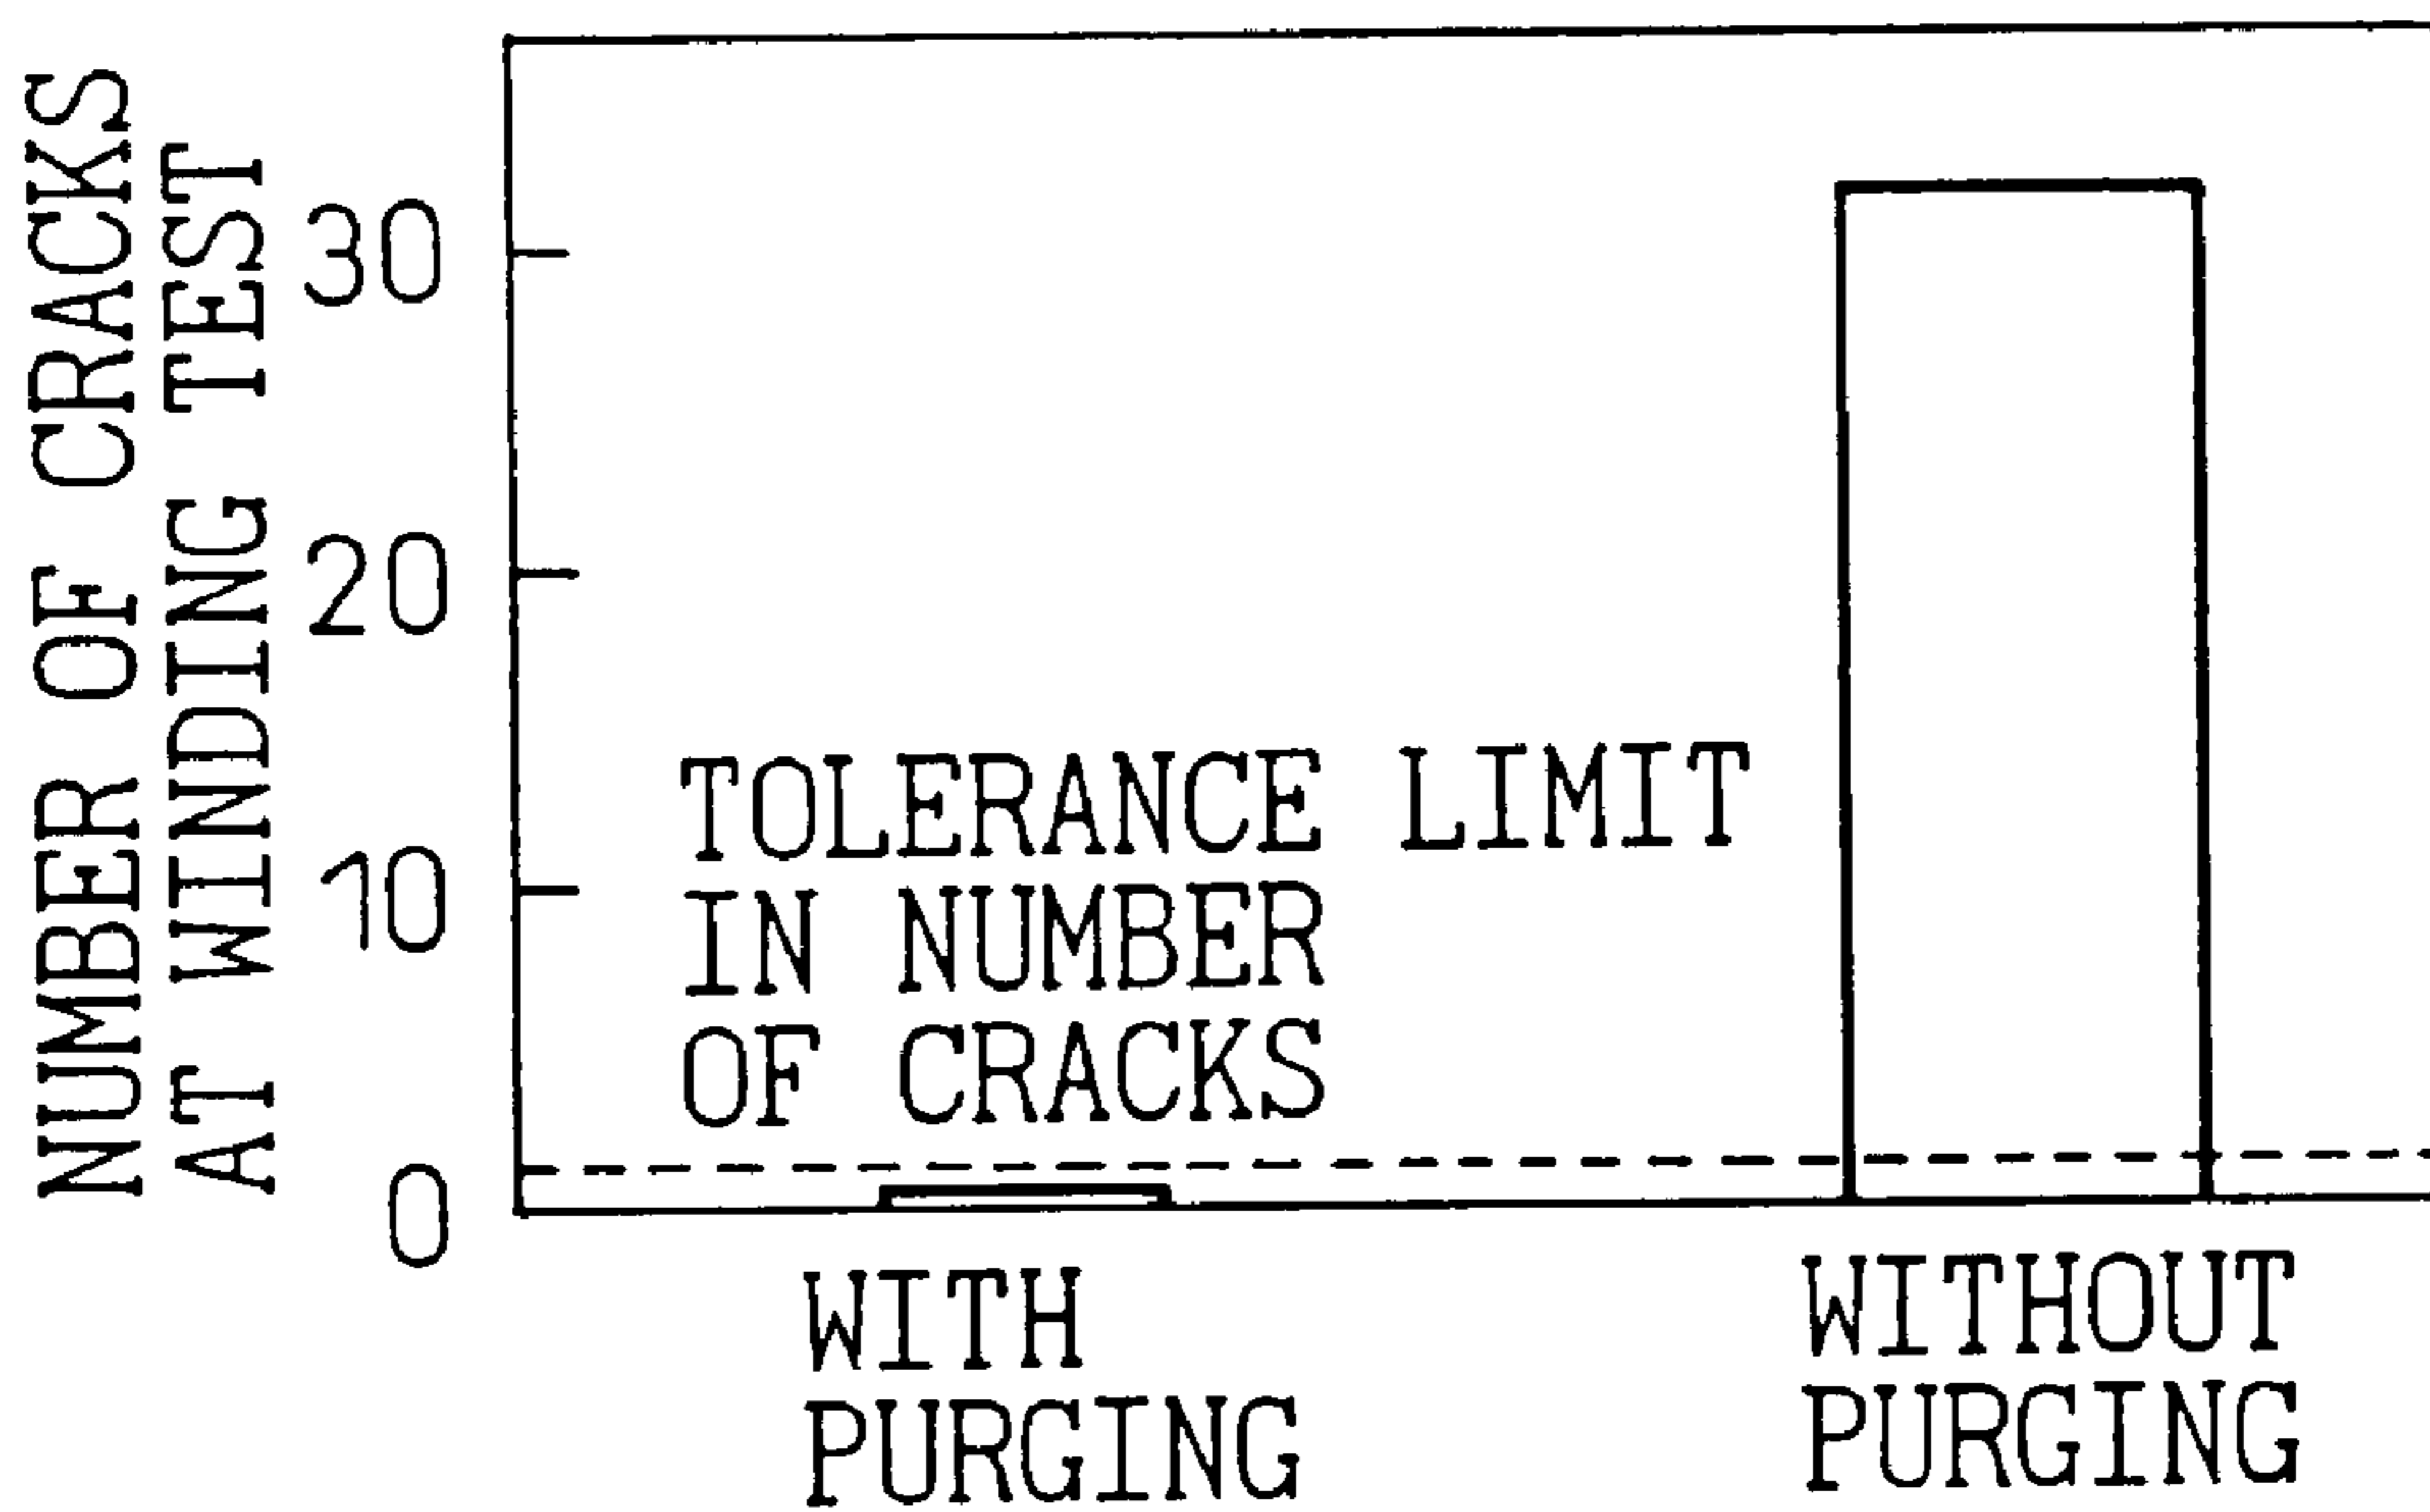 NUMBER OF CRACKS
AT WINDING TEST
30
20
10
0
TOLERANCE LIMIT
IN NUMBER
OF CRACKS
WITH
PURGING
WITHOUT
PURGING